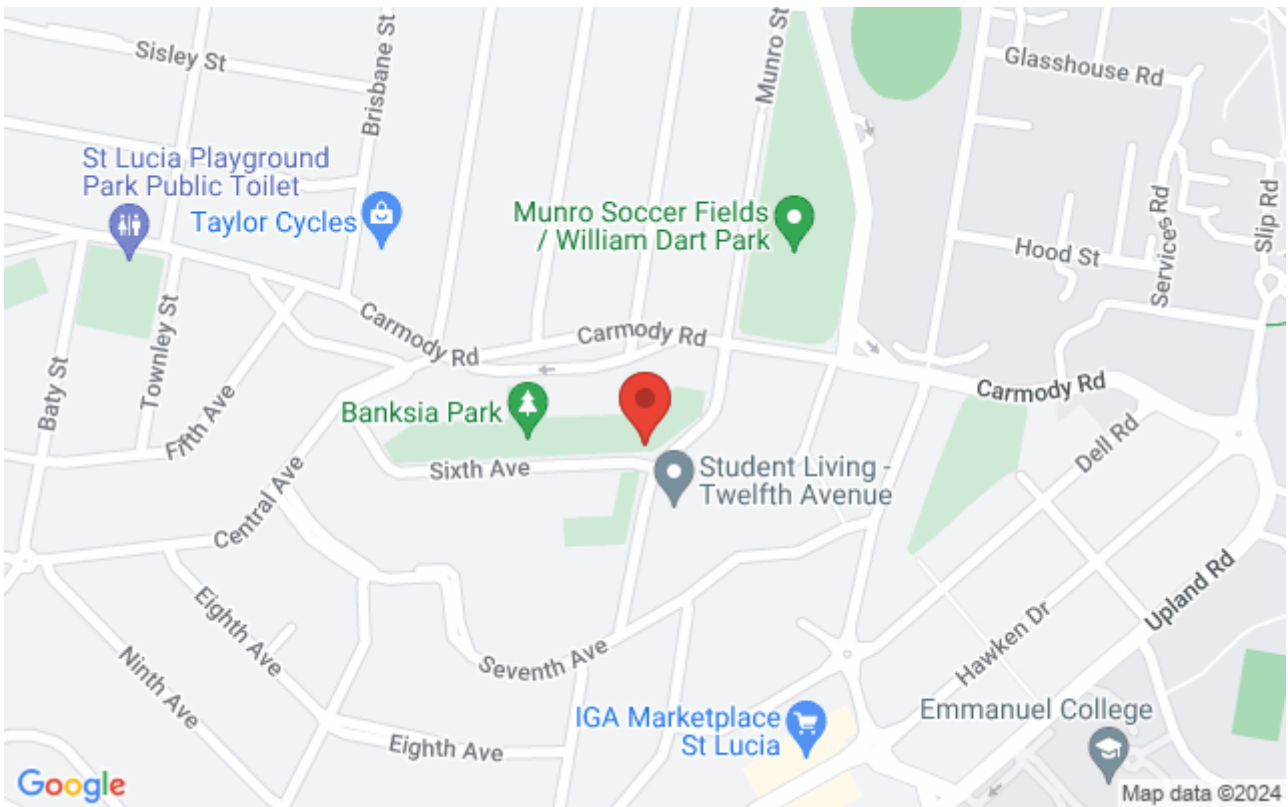 Sisley St
Brisbane St
Munro St
Glasshouse Rd
St Lucia Playground
Park Public Toilet
Taylor Cycles
Munro Soccer Fields
/ William Dart Park
Hood St
Services Rd
Slip Rd
Carmody Rd
Carmody Rd
Carmody Rd
Baty St
Townley St
Fifth Ave
Banksia Park
Dell Rd
Sixth Ave
Student Living -
Twelfth Avenue
Central Ave
Upland Rd
Eighth Ave
Hawken Dr
Ninth Ave
Seventh Ave
IGA Marketplace
St Lucia
Emmanuel College
Eighth Ave
Google
Map data ©2024